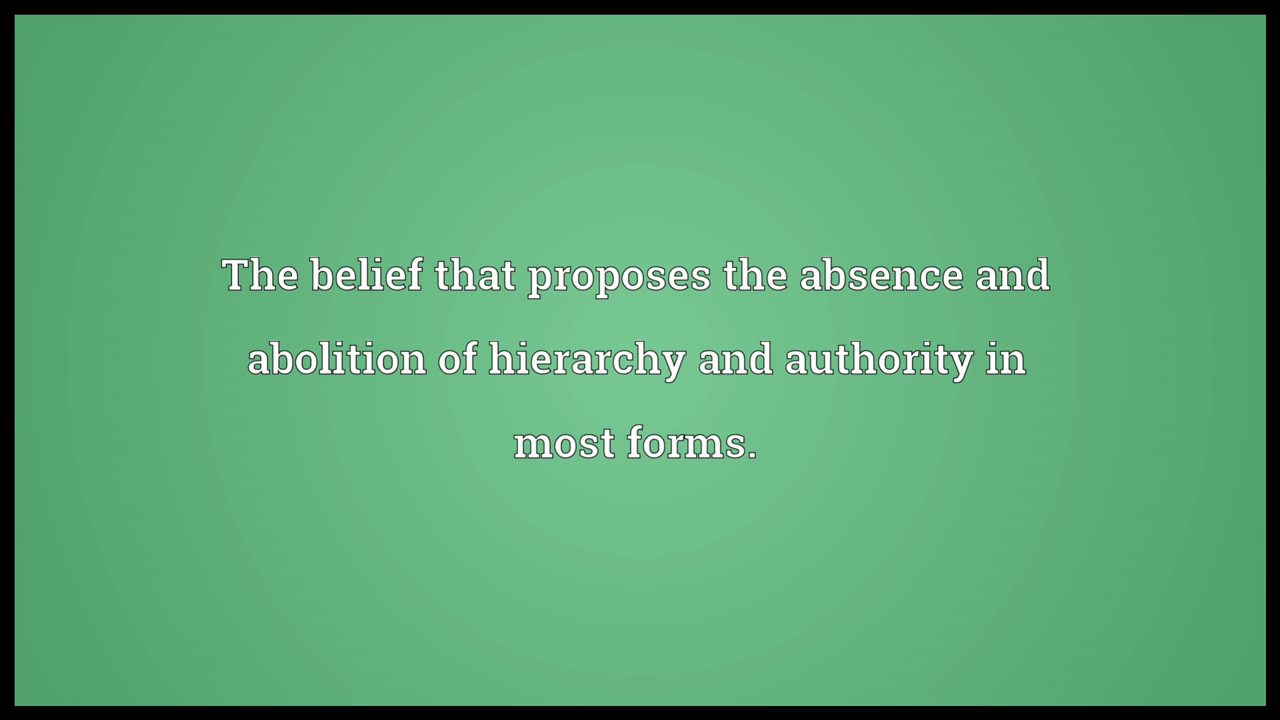 The belief that proposes the absence and
abolition of hierarchy and authority in
most forms.